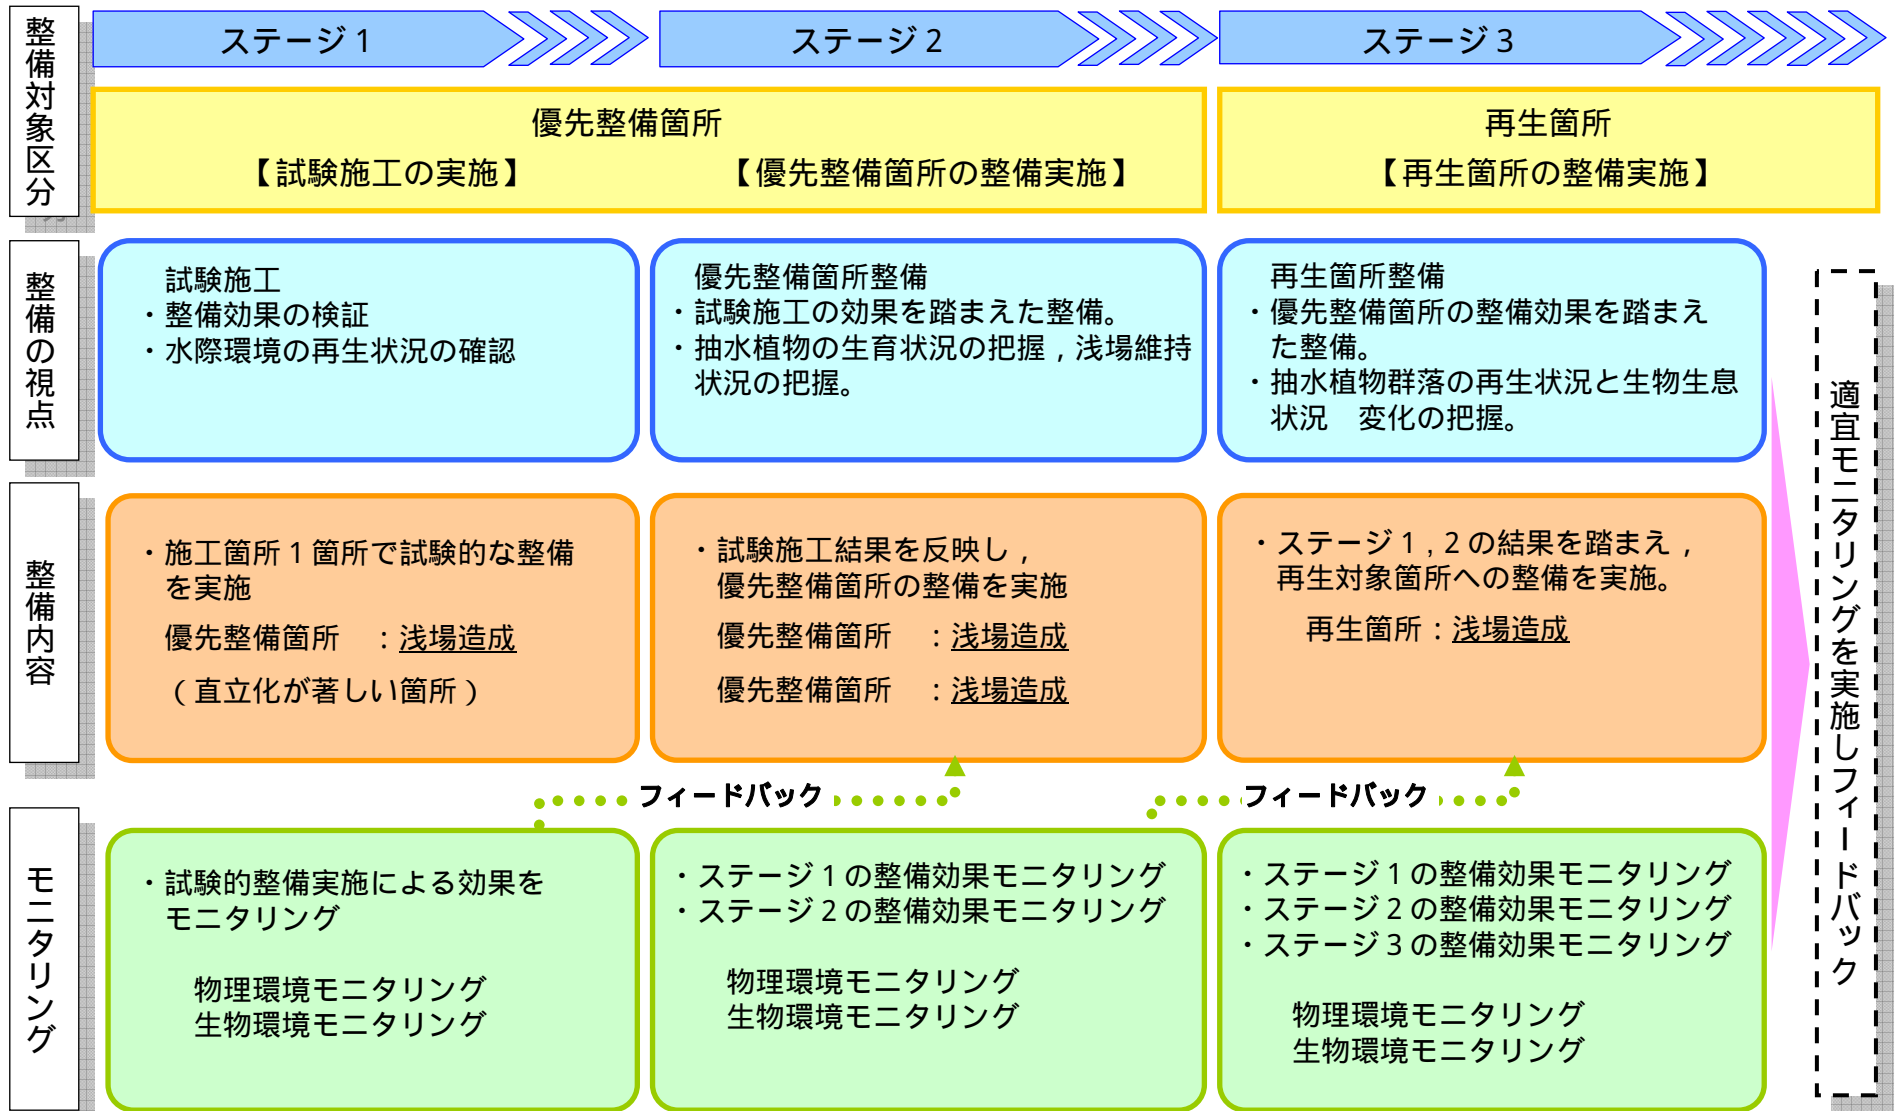 整備対象区分
ステージ1
ステージ2
ステージ3
優先整備箇所
【試験施工の実施】
【優先整備箇所の整備実施】
再生箇所
【再生箇所の整備実施】
整備の視点
試験施工
・整備効果の検証
・水際環境の再生状況の確認
優先整備箇所整備
・試験施工の効果を踏まえた整備。
・抽水植物の生育状況の把握，浅場維持
状況の把握。
再生箇所整備
・優先整備箇所の整備効果を踏まえ
た整備。
・抽水植物群落の再生状況と生物生息
状況　変化の把握。
整備内容
・施工箇所1箇所で試験的な整備
を実施
優先整備箇所　：浅場造成
（直立化が著しい箇所）
・試験施工結果を反映し，
優先整備箇所の整備を実施
優先整備箇所　：浅場造成
優先整備箇所　：浅場造成
・ステージ1，2の結果を踏まえ，
再生対象箇所への整備を実施。
再生箇所：浅場造成
フィードバック
フィードバック
モニタリング
・試験的整備実施による効果を
モニタリング
物理環境モニタリング
生物環境モニタリング
・ステージ1の整備効果モニタリング
・ステージ2の整備効果モニタリング
物理環境モニタリング
生物環境モニタリング
・ステージ1の整備効果モニタリング
・ステージ2の整備効果モニタリング
・ステージ3の整備効果モニタリング
物理環境モニタリング
生物環境モニタリング
適宜モニタリングを実施しフィードバック